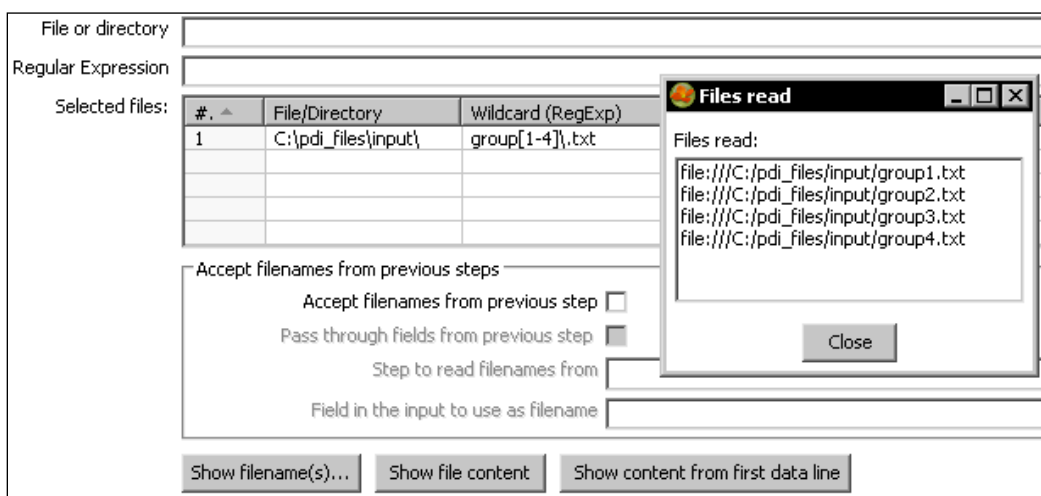 File or directory
Regular Expression
Selected files:
#. File/Directory Wildcard (RegExp)
1 C:\pdi_files\input\ group[1-4]\.txt
Files read
Files read:
file:///C:/pdi_files/input/group1.txt
file:///C:/pdi_files/input/group2.txt
file:///C:/pdi_files/input/group3.txt
file:///C:/pdi_files/input/group4.txt
Close
Accept filenames from previous steps
Accept filenames from previous step
Pass through fields from previous step
Step to read filenames from
Field in the input to use as filename
Show filename(s)... Show file content Show content from first data line